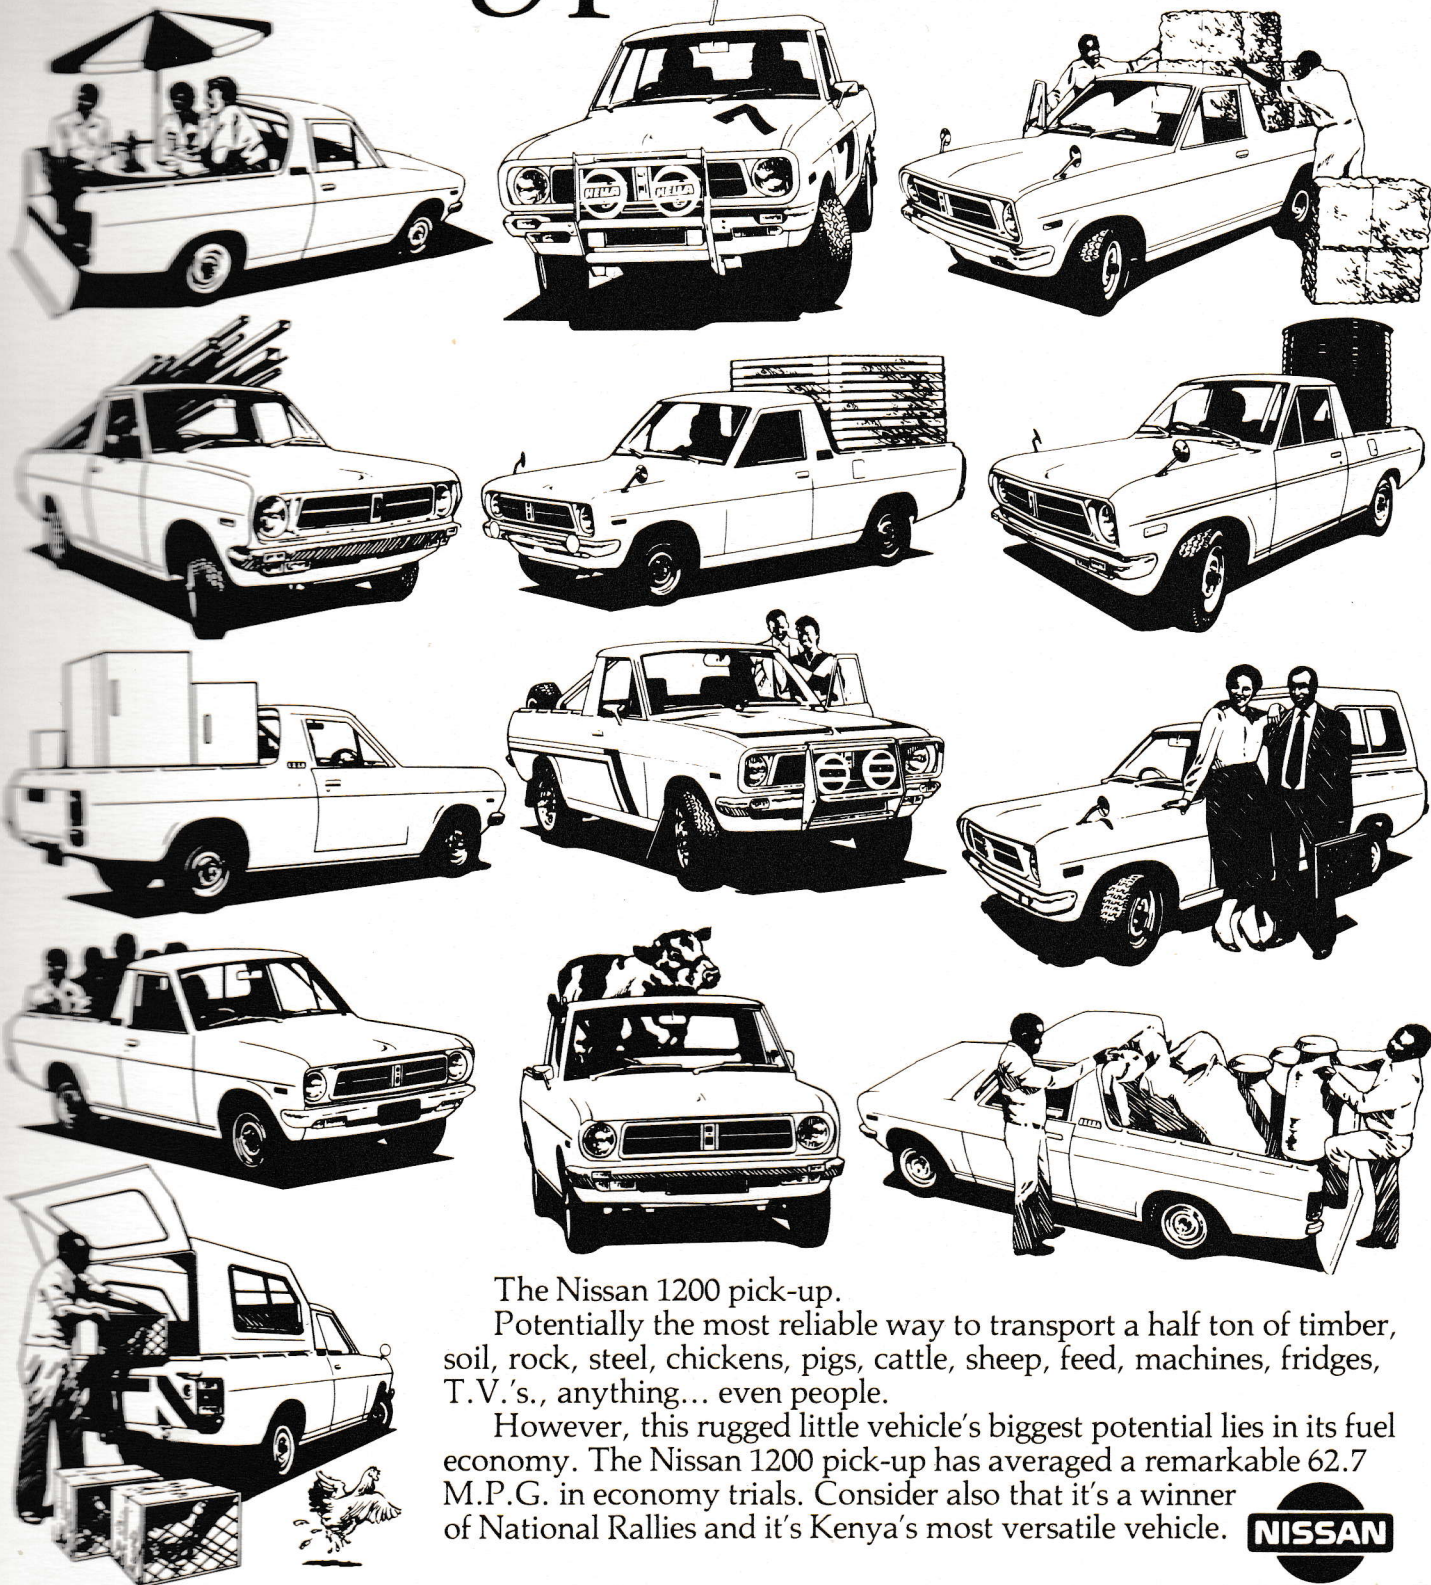 HELLA HELLA
The Nissan 1200 pick-up.
Potentially the most reliable way to transport a half ton of timber,
soil, rock, steel, chickens, pigs, cattle, sheep, feed, machines, fridges,
T.V.'s., anything... even people.
However, this rugged little vehicle's biggest potential lies in its fuel
economy. The Nissan 1200 pick-up has averaged a remarkable 62.7
M.P.G. in economy trials. Consider also that it's a winner
of National Rallies and it's Kenya's most versatile vehicle.
NISSAN